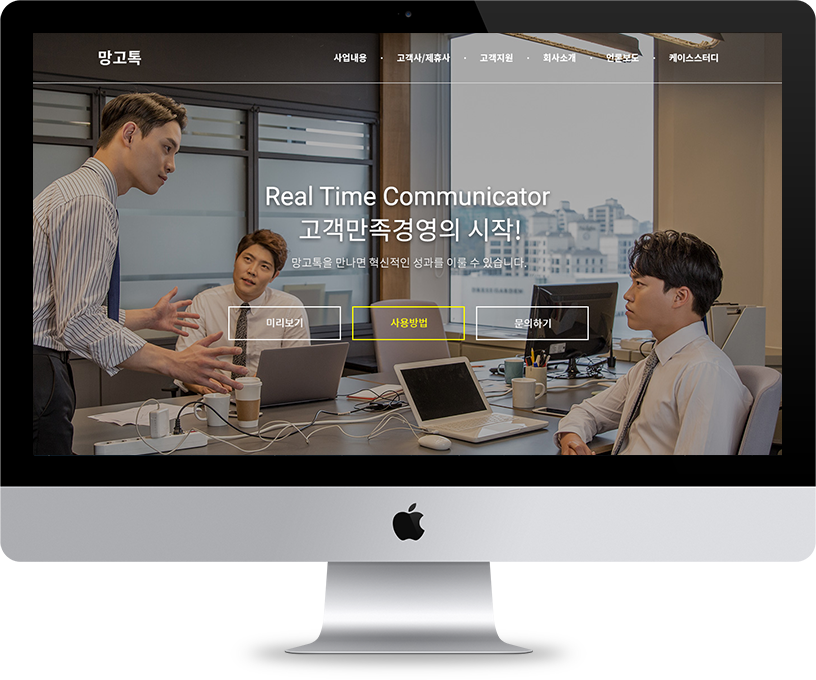 망고톡
사업내용 · 고객사/제휴사 · 고객지원 · 회사소개 · 언론보도 · 케이스스터디
Real Time Communicator
고객만족경영의 시작!
망고톡을 만나면 혁신적인 성과를 이룰 수 있습니다.
미리보기 사용방법 문의하기